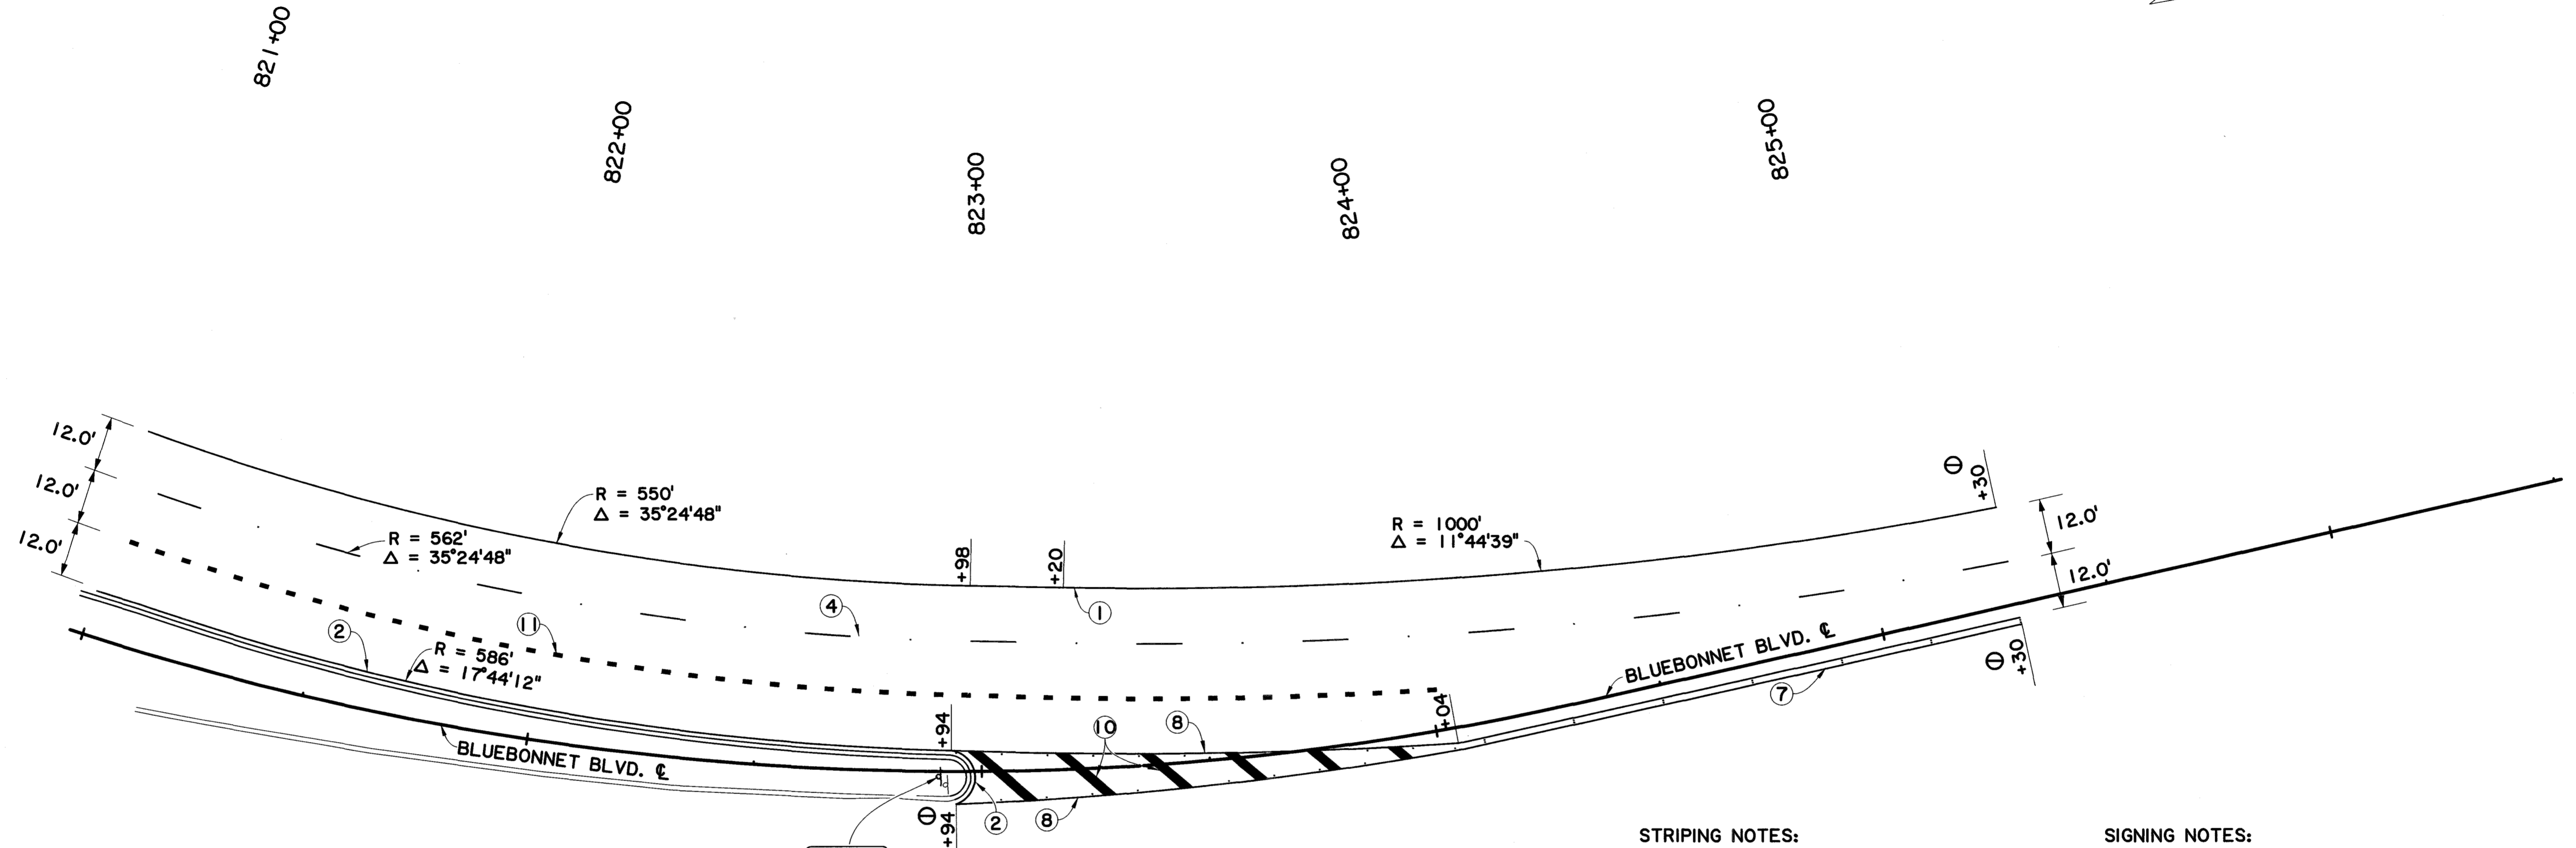 821+00
822+00
823+00
824+00
825+00
12.0'
12.0'
12.0'
R = 550'
Δ = 35°24'48"
R = 562'
Δ = 35°24'48"
R = 586'
Δ = 17°44'12"
R = 1000'
Δ = 11°44'39"
+98
+20
+30
12.0'
12.0'
4
1
11
2
BLUEBONNET BLVD. ℄
+94
10
8
+04
BLUEBONNET BLVD. ℄
7
+30
+94
2
8
STRIPING NOTES:
SIGNING NOTES: